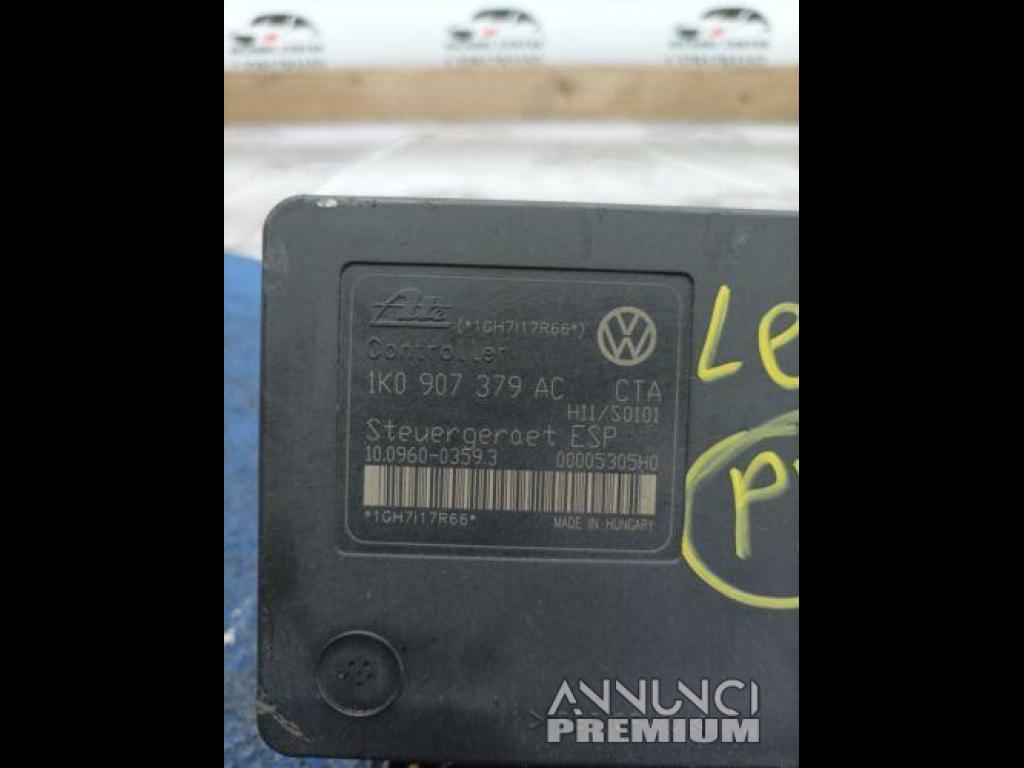 Ate (*1GH7I17R66*)
Controller
1K0 907 379 AC CTA
H11/S0101
Steuergeraet ESP
10.0960-0359.3 00005305H0
*1GH7I17R66*
MADE IN HUNGARY
Le
P
ANNUNCI
PREMIUM